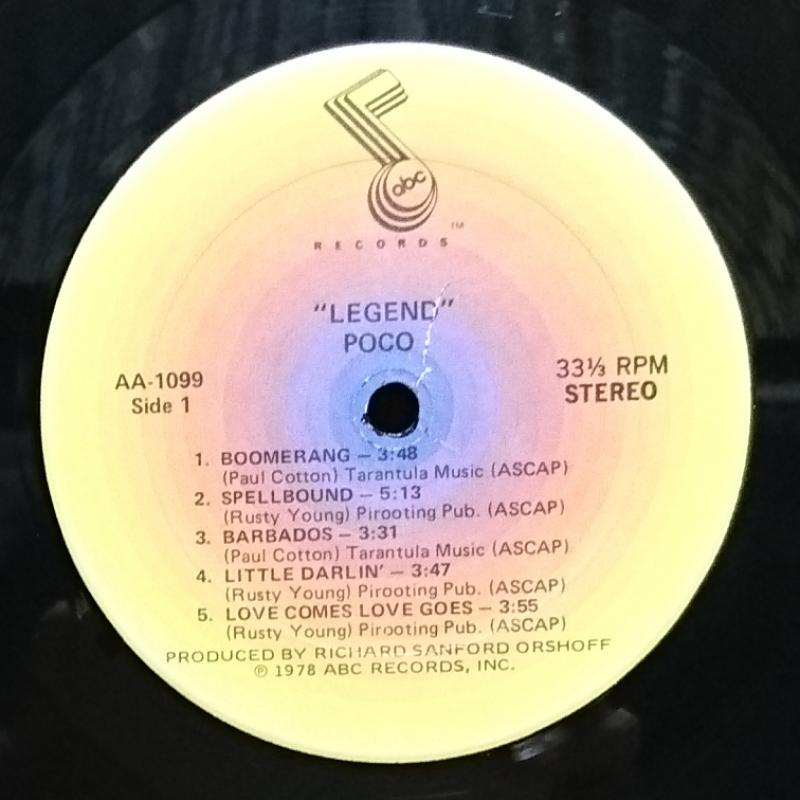 abc
TM
RECORDS
"LEGEND"
POCO
AA-1099
Side 1
33⅓ RPM
STEREO
1. BOOMERANG – 3:48
(Paul Cotton) Tarantula Music (ASCAP)
2. SPELLBOUND – 5:13
(Rusty Young) Pirooting Pub. (ASCAP)
3. BARBADOS – 3:31
(Paul Cotton) Tarantula Music (ASCAP)
4. LITTLE DARLIN' – 3:47
(Rusty Young) Pirooting Pub. (ASCAP)
5. LOVE COMES LOVE GOES – 3:55
(Rusty Young) Pirooting Pub. (ASCAP)
PRODUCED BY RICHARD SANFORD ORSHOFF
℗ 1978 ABC RECORDS, INC.